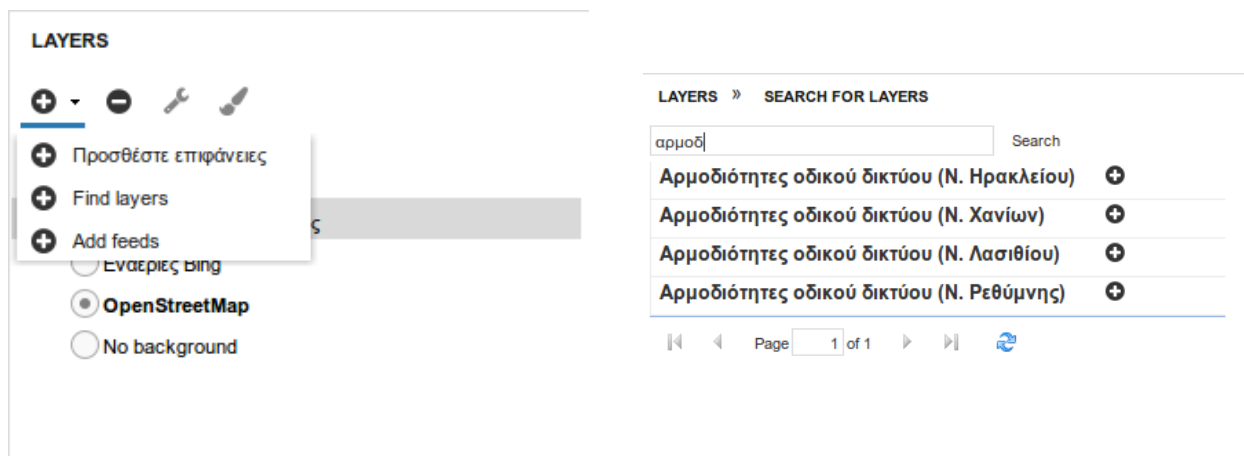 LAYERS
Προσθέστε επιφάνειες
Find layers
ς
Add feeds
Εναέριες Bing
OpenStreetMap
No background
LAYERS » SEARCH FOR LAYERS
αρμοδ Search
Αρμοδιότητες οδικού δικτύου (Ν. Ηρακλείου)
Αρμοδιότητες οδικού δικτύου (Ν. Χανίων)
Αρμοδιότητες οδικού δικτύου (Ν. Λασιθίου)
Αρμοδιότητες οδικού δικτύου (Ν. Ρεθύμνης)
Page 1 of 1